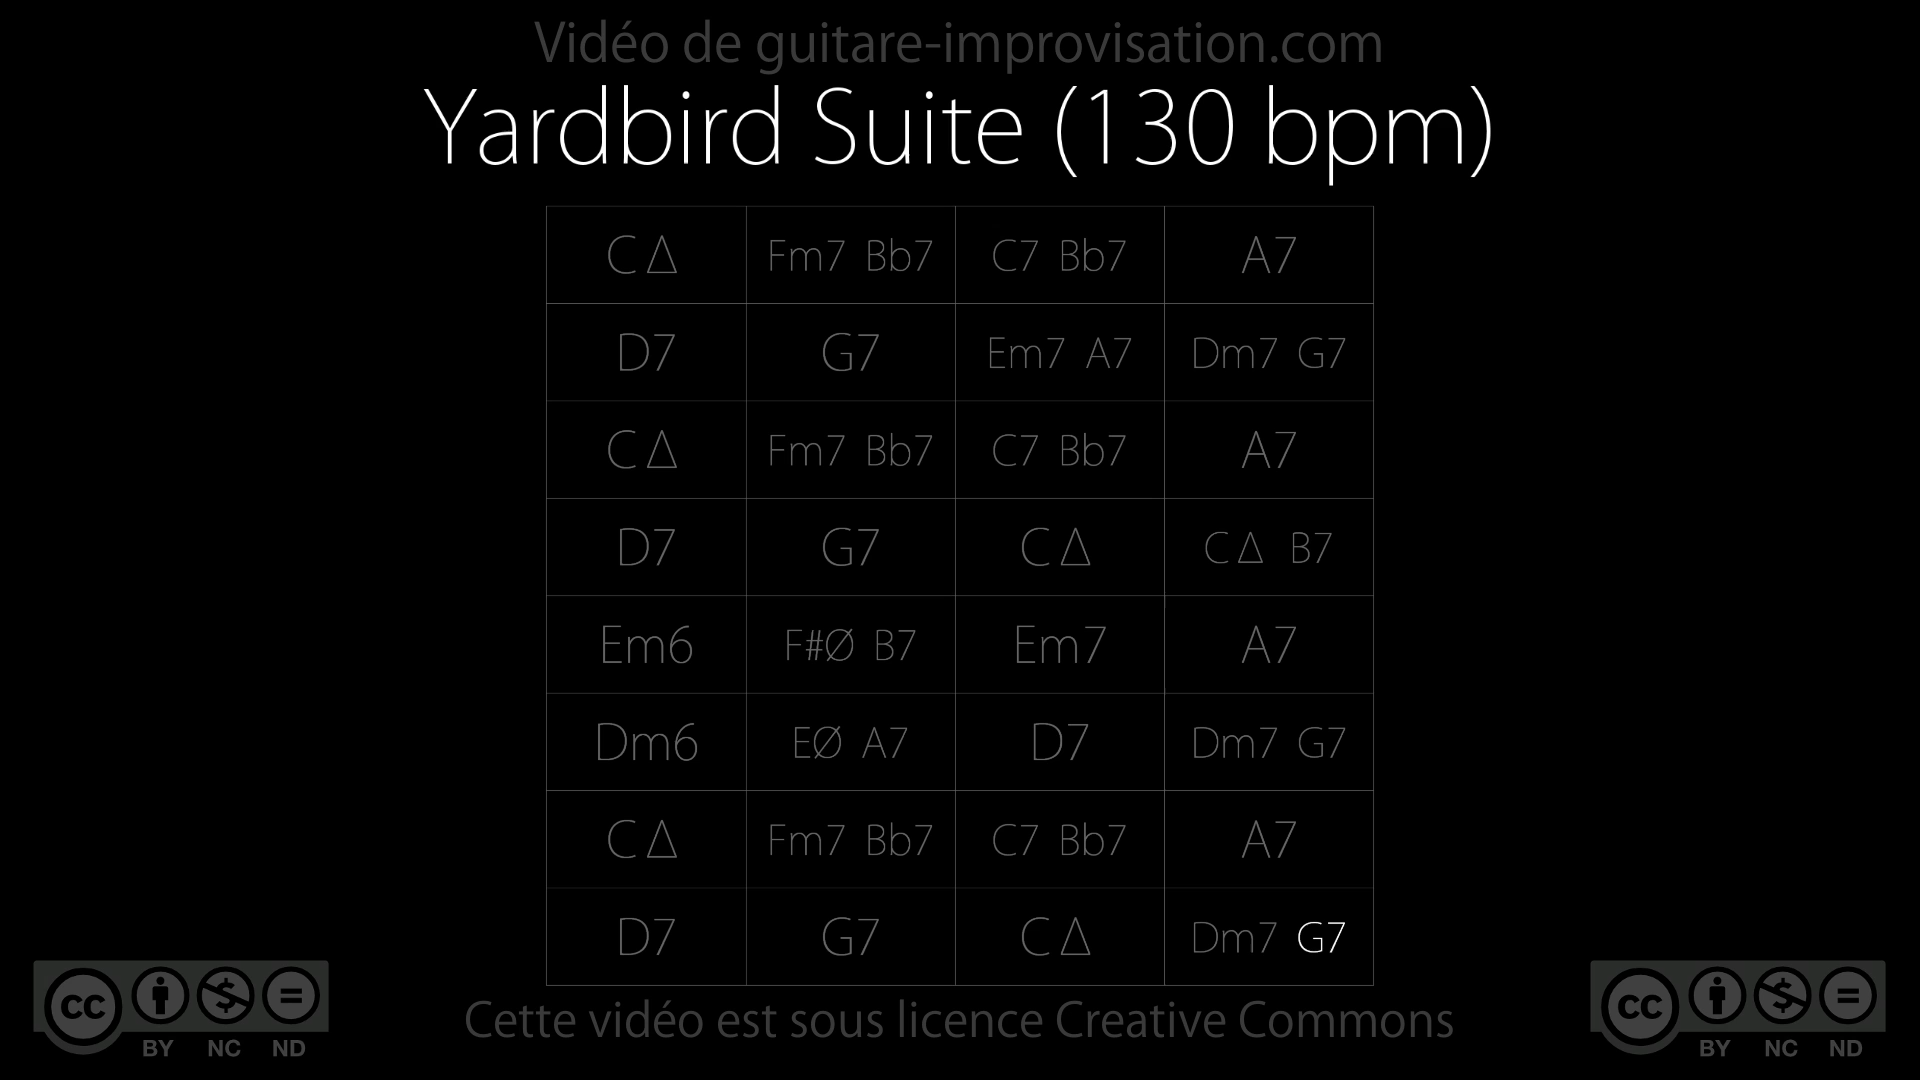 Vidéo de guitare-improvisation.com
Yardbird Suite (130 bpm)
C Δ Fm7 Bb7 C7 Bb7 A7
D7 G7 Em7 A7 Dm7 G7
C Δ Fm7 Bb7 C7 Bb7 A7
D7 G7 C Δ C Δ B7
Em6 F#Ø B7 Em7 A7
Dm6 EØ A7 D7 Dm7 G7
C Δ Fm7 Bb7 C7 Bb7 A7
D7 G7 C Δ Dm7 G7
Cette vidéo est sous licence Creative Commons
cc BY NC ND
cc BY NC ND